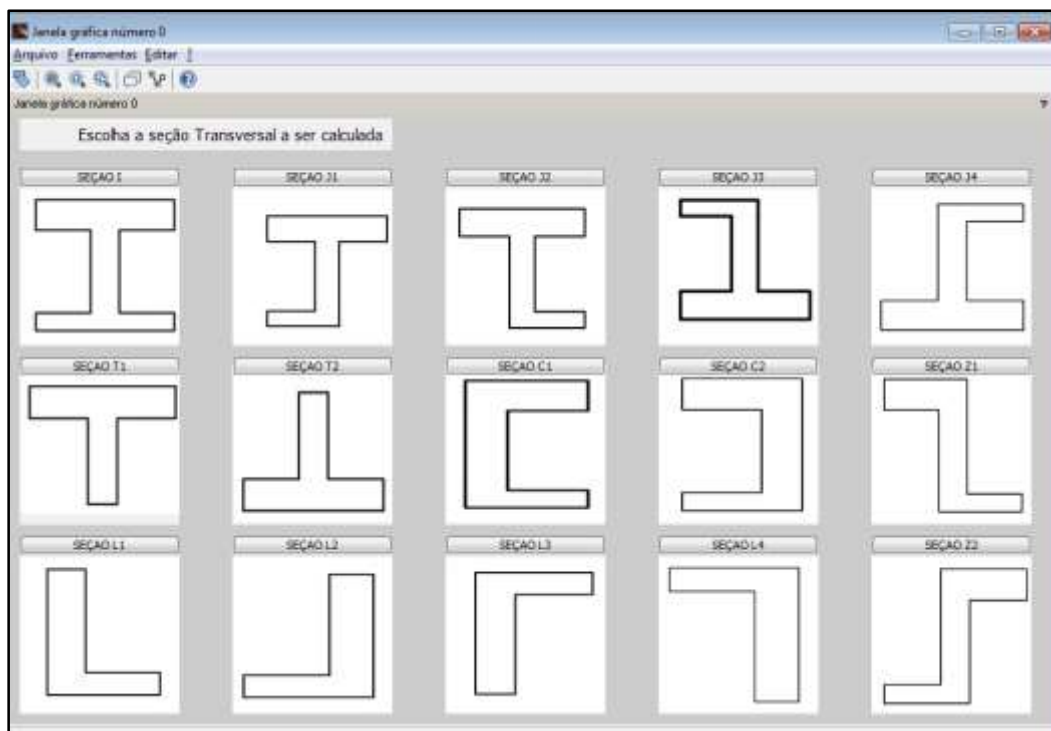 Janela gráfica número 0
Arquivo Ferramentas Editar ?
Janela gráfica número 0
Escolha a seção Transversal a ser calculada
SEÇAO I SEÇAO J1 SEÇAO J2 SEÇAO J3 SEÇAO J4
SEÇAO T1 SEÇAO T2 SEÇAO C1 SEÇAO C2 SEÇAO Z1
SEÇAO L1 SEÇAO L2 SEÇAO L3 SEÇAO L4 SEÇAO Z2